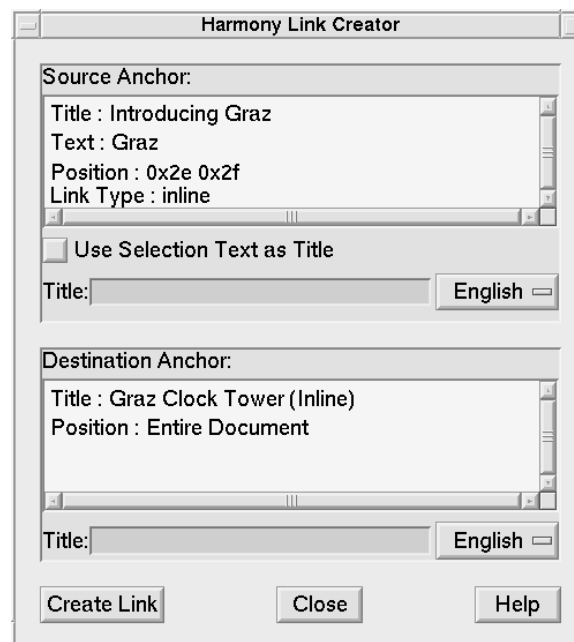 Harmony Link Creator
Source Anchor:
Title : Introducing Graz
Text : Graz
Position : 0x2e 0x2f
Link Type : inline
Use Selection Text as Title
Title: English
Destination Anchor:
Title : Graz Clock Tower (Inline)
Position : Entire Document
Title: English
Create Link Close Help